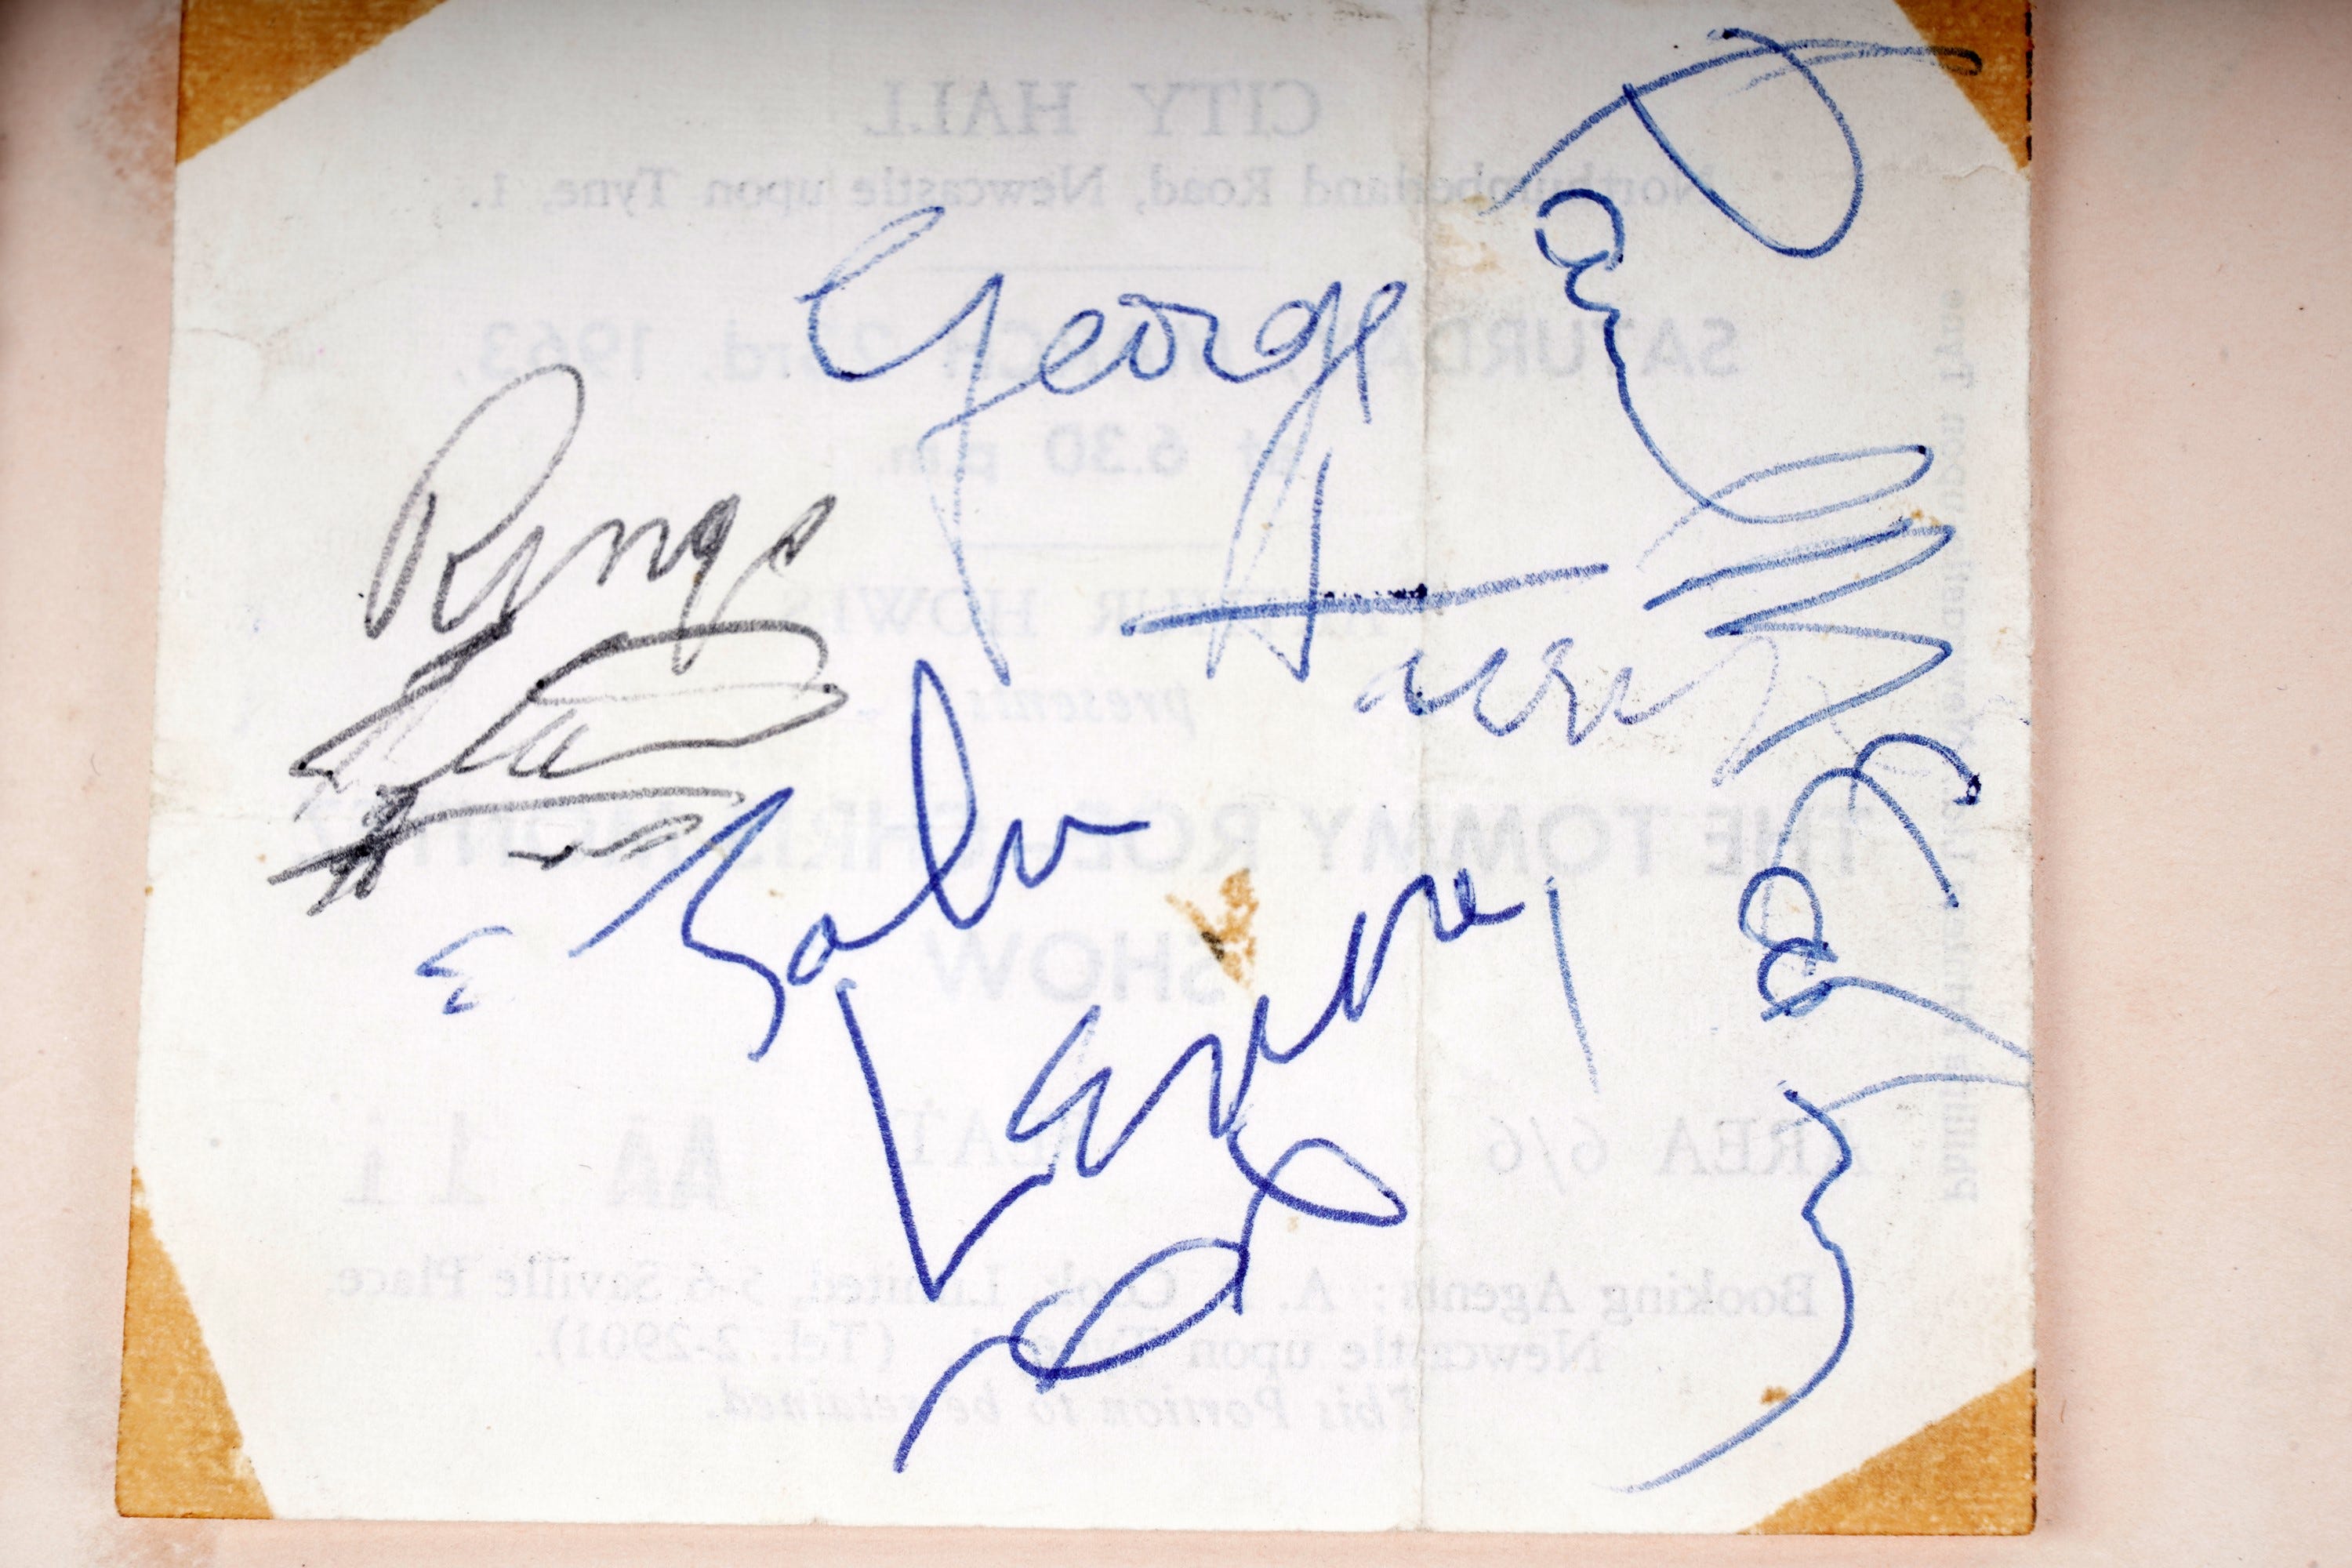 CITY HALL
Northumberland Road, Newcastle upon Tyne, 1.
George
SATURDAY, MARCH 23rd, 1963,
at 6.30 p.m.
Ringo
Starr
Harrison
ARTHUR HOWES
presents -
Paul
McCartney
John
Lennon
THE TOMMY ROE-CHRIS MONTEZ
SHOW
AREA 6/6 SEAT AA 11
Booking Agents: A. E. Cook, Limited, 5-6 Saville Place
Newcastle upon Tyne 1. (Tel. 2-2901).
This Portion to be retained.